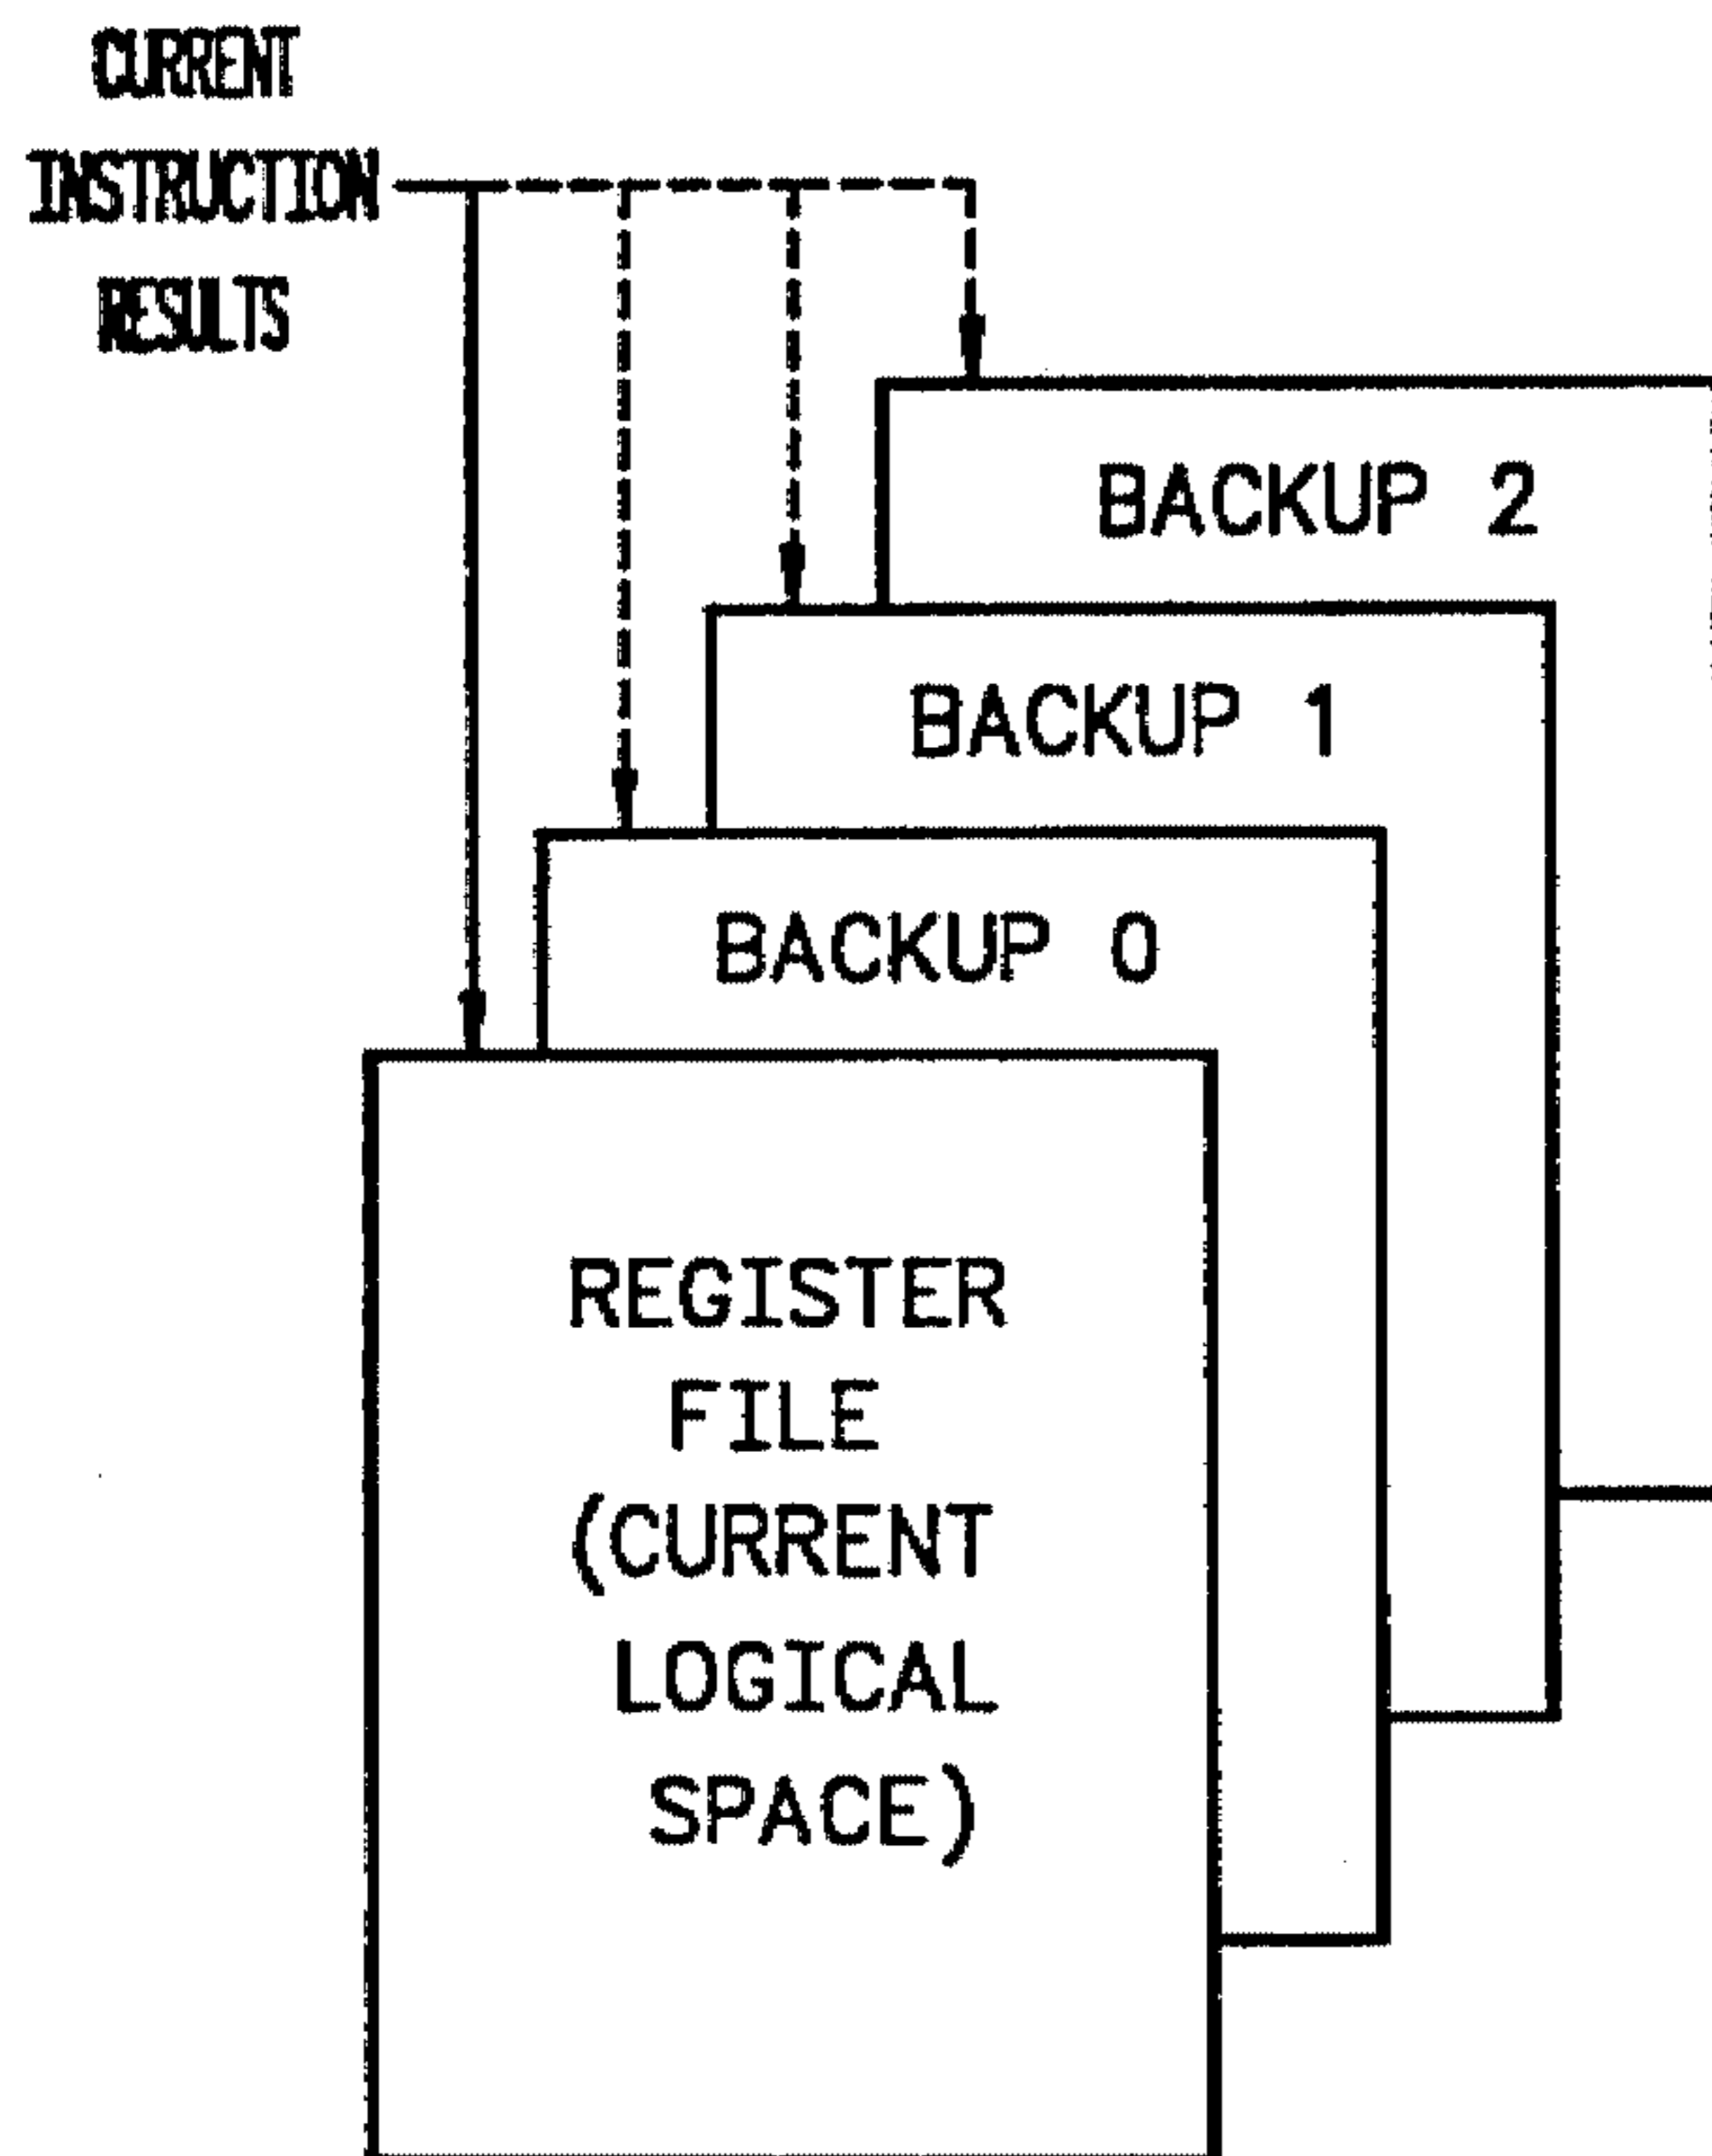 CURRENT
INSTRUCTION
RESULTS
BACKUP 2
BACKUP 1
BACKUP 0
REGISTER
FILE
(CURRENT
LOGICAL
SPACE)